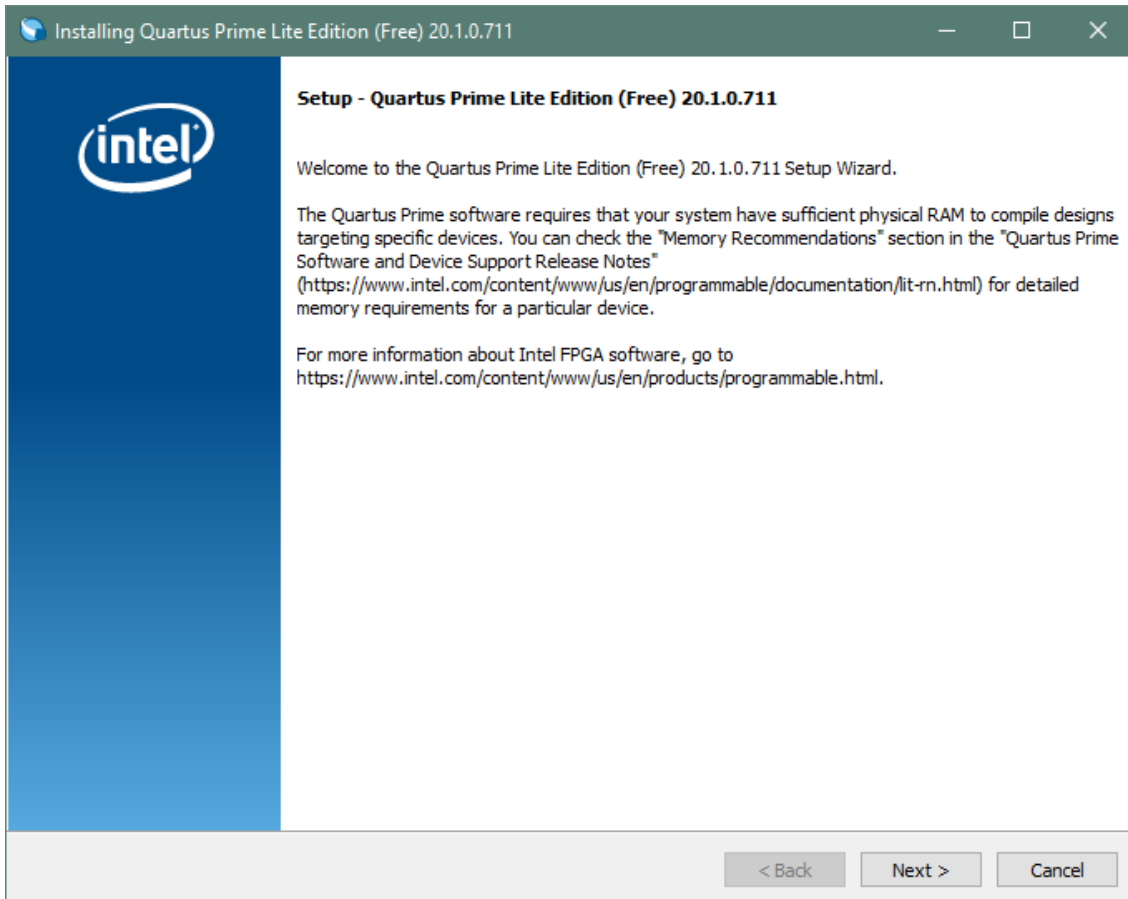 Installing Quartus Prime Lite Edition (Free) 20.1.0.711
intel
Setup - Quartus Prime Lite Edition (Free) 20.1.0.711
Welcome to the Quartus Prime Lite Edition (Free) 20.1.0.711 Setup Wizard.
The Quartus Prime software requires that your system have sufficient physical RAM to compile designs
targeting specific devices. You can check the "Memory Recommendations" section in the "Quartus Prime
Software and Device Support Release Notes"
(https://www.intel.com/content/www/us/en/programmable/documentation/lit-rn.html) for detailed
memory requirements for a particular device.
For more information about Intel FPGA software, go to
https://www.intel.com/content/www/us/en/products/programmable.html.
< Back
Next >
Cancel